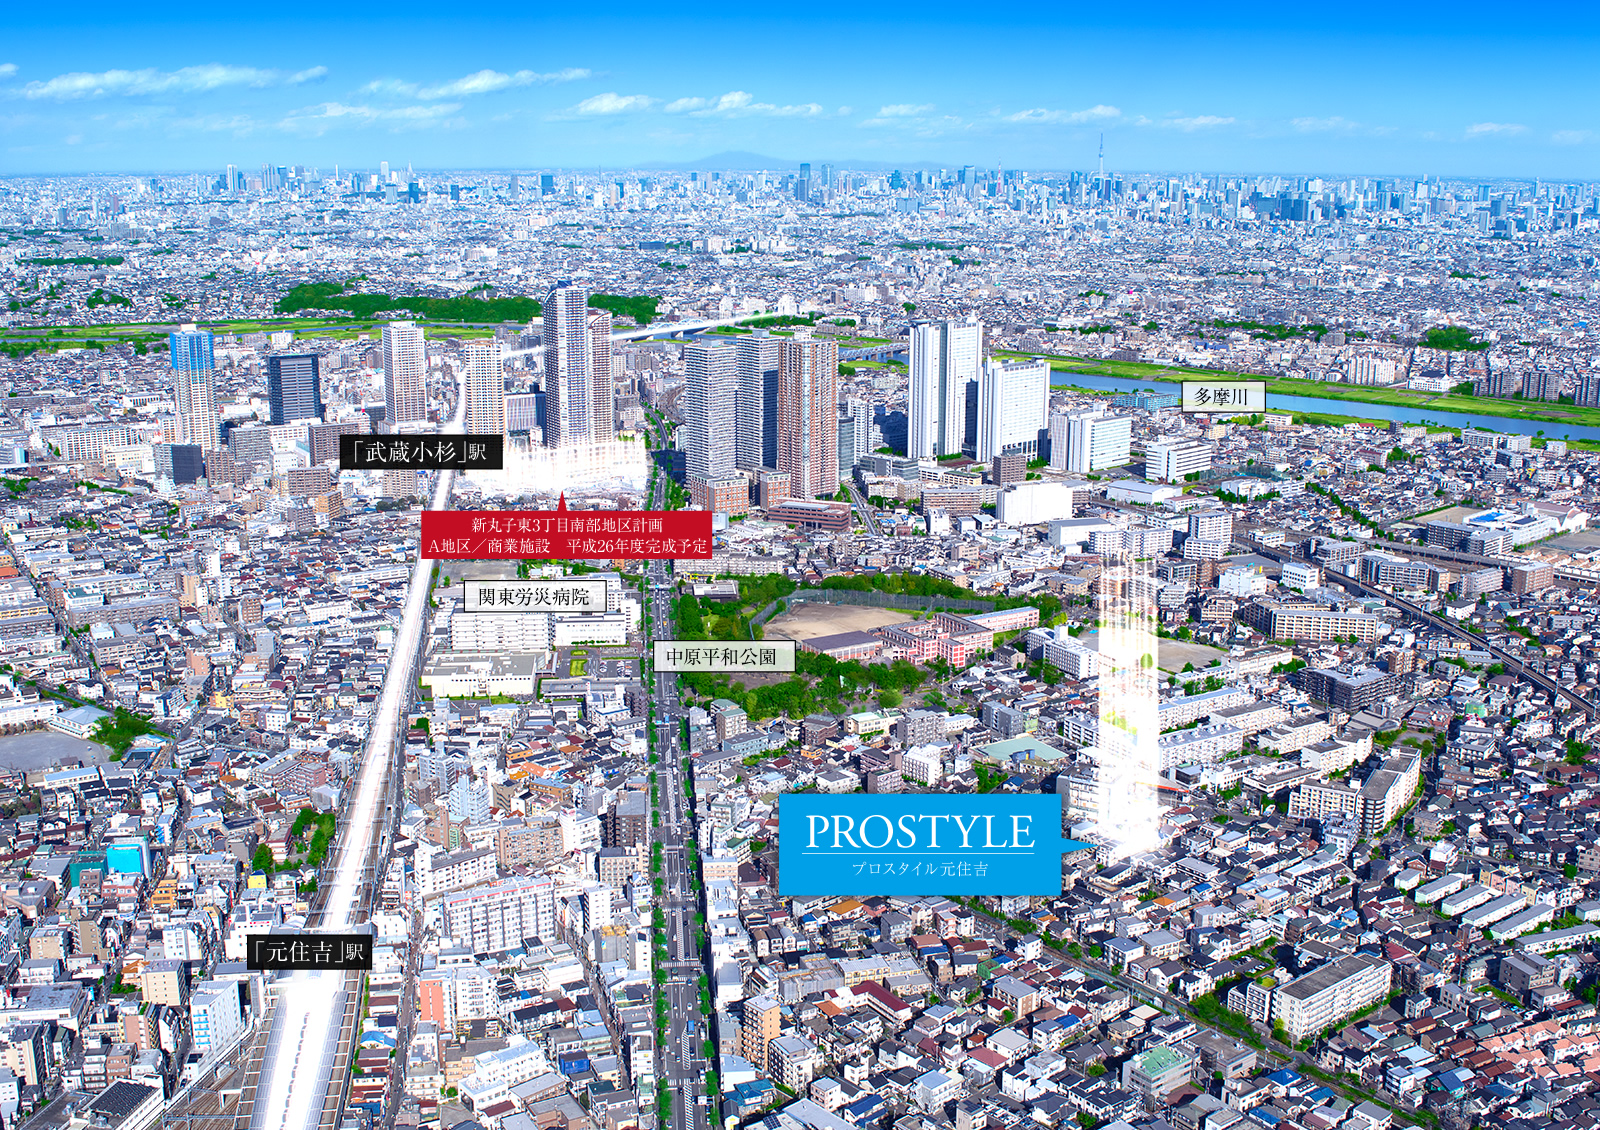 多摩川
「武蔵小杉」駅
新丸子東3丁目南部地区計画
A地区／商業施設　平成26年度完成予定
関東労災病院
中原平和公園
PROSTYLE
プロスタイル元住吉
「元住吉」駅